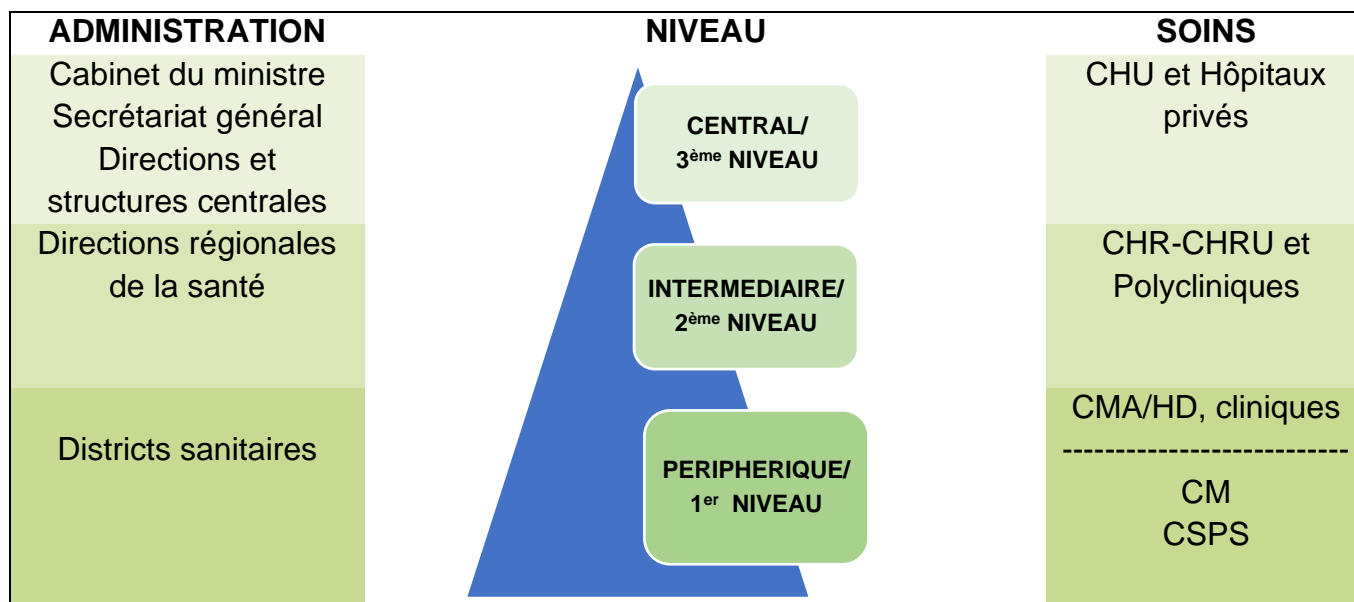 ADMINISTRATION
NIVEAU
SOINS
Cabinet du ministre
Secrétariat général
Directions et
structures centrales
CENTRAL/
3ème NIVEAU
CHU et Hôpitaux
privés
Directions régionales
de la santé
INTERMEDIAIRE/
2ème NIVEAU
CHR-CHRU et
Polycliniques
Districts sanitaires
PERIPHERIQUE/
1er NIVEAU
CMA/HD, cliniques
---------------------------
CM
CSPS